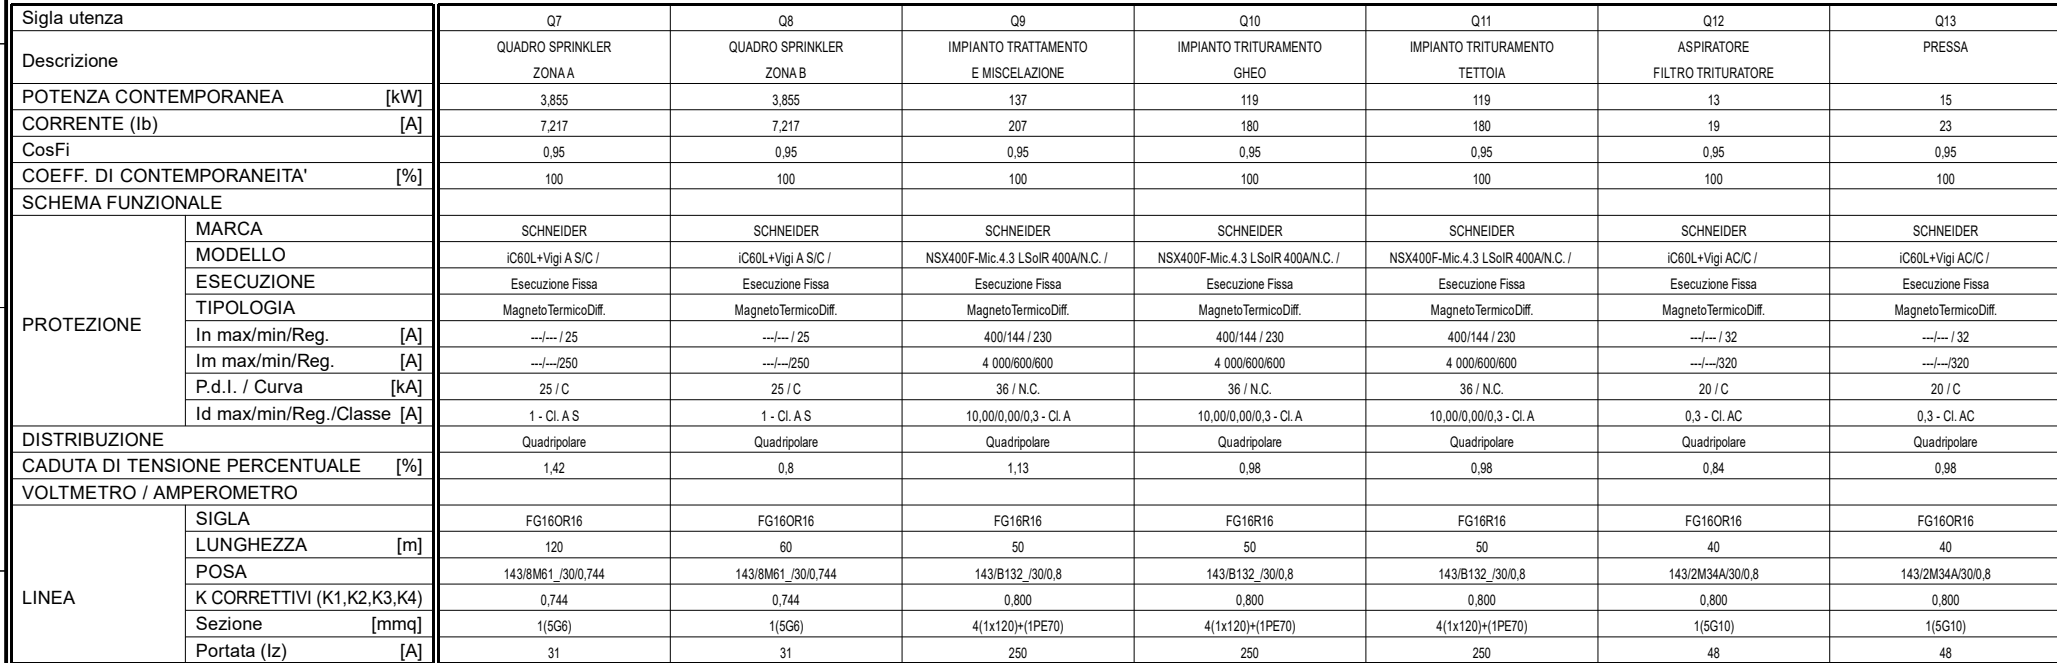 Sigla utenza Q7 Q8 Q9 Q10 Q11 Q12 Q13
Descrizione QUADRO SPRINKLER QUADRO SPRINKLER IMPIANTO TRATTAMENTO IMPIANTO TRITURAMENTO IMPIANTO TRITURAMENTO ASPIRATORE PRESSA
ZONA A ZONA B E MISCELAZIONE GHEO TETTOIA FILTRO TRITURATORE
POTENZA CONTEMPORANEA [kW] 3,855 3,855 137 119 119 13 15
CORRENTE (Ib) [A] 7,217 7,217 207 180 180 19 23
CosFi 0,95 0,95 0,95 0,95 0,95 0,95 0,95
COEFF. DI CONTEMPORANEITA' [%] 100 100 100 100 100 100 100
SCHEMA FUNZIONALE
PROTEZIONE
MARCA SCHNEIDER SCHNEIDER SCHNEIDER SCHNEIDER SCHNEIDER SCHNEIDER SCHNEIDER
MODELLO iC60L+Vigi A S/C / iC60L+Vigi A S/C / NSX400F-Mic.4.3 LSoIR 400A/N.C. / NSX400F-Mic.4.3 LSoIR 400A/N.C. / NSX400F-Mic.4.3 LSoIR 400A/N.C. / iC60L+Vigi AC/C / iC60L+Vigi AC/C /
ESECUZIONE Esecuzione Fissa Esecuzione Fissa Esecuzione Fissa Esecuzione Fissa Esecuzione Fissa Esecuzione Fissa Esecuzione Fissa
TIPOLOGIA MagnetoTermicoDiff. MagnetoTermicoDiff. MagnetoTermicoDiff. MagnetoTermicoDiff. MagnetoTermicoDiff. MagnetoTermicoDiff. MagnetoTermicoDiff.
In max/min/Reg. [A] ---/--- / 25 ---/--- / 25 400/144 / 230 400/144 / 230 400/144 / 230 ---/--- / 32 ---/--- / 32
Im max/min/Reg. [A] ---/---/250 ---/---/250 4 000/600/600 4 000/600/600 4 000/600/600 ---/---/320 ---/---/320
P.d.I. / Curva [kA] 25 / C 25 / C 36 / N.C. 36 / N.C. 36 / N.C. 20 / C 20 / C
Id max/min/Reg./Classe [A] 1 - Cl. A S 1 - Cl. A S 10,00/0,00/0,3 - Cl. A 10,00/0,00/0,3 - Cl. A 10,00/0,00/0,3 - Cl. A 0,3 - Cl. AC 0,3 - Cl. AC
DISTRIBUZIONE Quadripolare Quadripolare Quadripolare Quadripolare Quadripolare Quadripolare Quadripolare
CADUTA DI TENSIONE PERCENTUALE [%] 1,42 0,8 1,13 0,98 0,98 0,84 0,98
VOLTMETRO / AMPEROMETRO
LINEA
SIGLA FG16OR16 FG16OR16 FG16R16 FG16R16 FG16R16 FG16OR16 FG16OR16
LUNGHEZZA [m] 120 60 50 50 50 40 40
POSA 143/8M61_/30/0,744 143/8M61_/30/0,744 143/B132_/30/0,8 143/B132_/30/0,8 143/B132_/30/0,8 143/2M34A/30/0,8 143/2M34A/30/0,8
K CORRETTIVI (K1,K2,K3,K4) 0,744 0,744 0,800 0,800 0,800 0,800 0,800
Sezione [mmq] 1(5G6) 1(5G6) 4(1x120)+(1PE70) 4(1x120)+(1PE70) 4(1x120)+(1PE70) 1(5G10) 1(5G10)
Portata (Iz) [A] 31 31 250 250 250 48 48